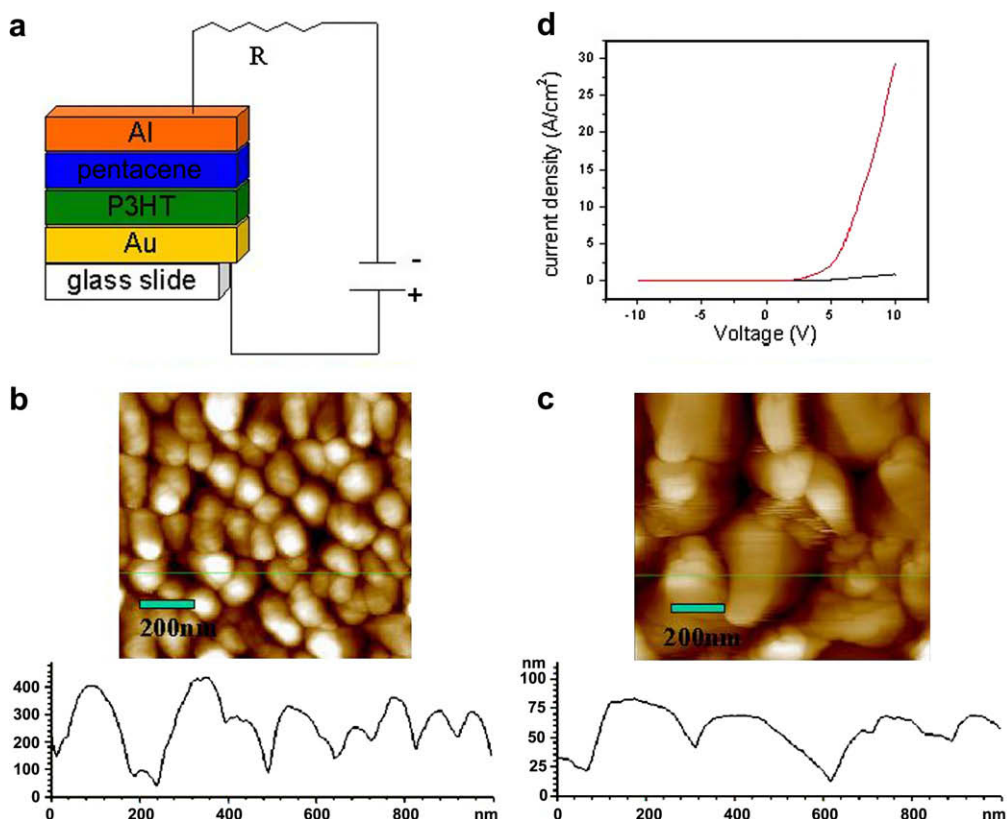 a
R
Al
pentacene
P3HT
Au
glass slide
-
+
d
current density (A/cm²)
30
25
20
15
10
5
0
-10 -5 0 5 10
Voltage (V)
b
200nm
400
300
200
100
0
0 200 400 600 800 nm
c
200nm
nm
100
75
50
25
0
0 200 400 600 800 nm